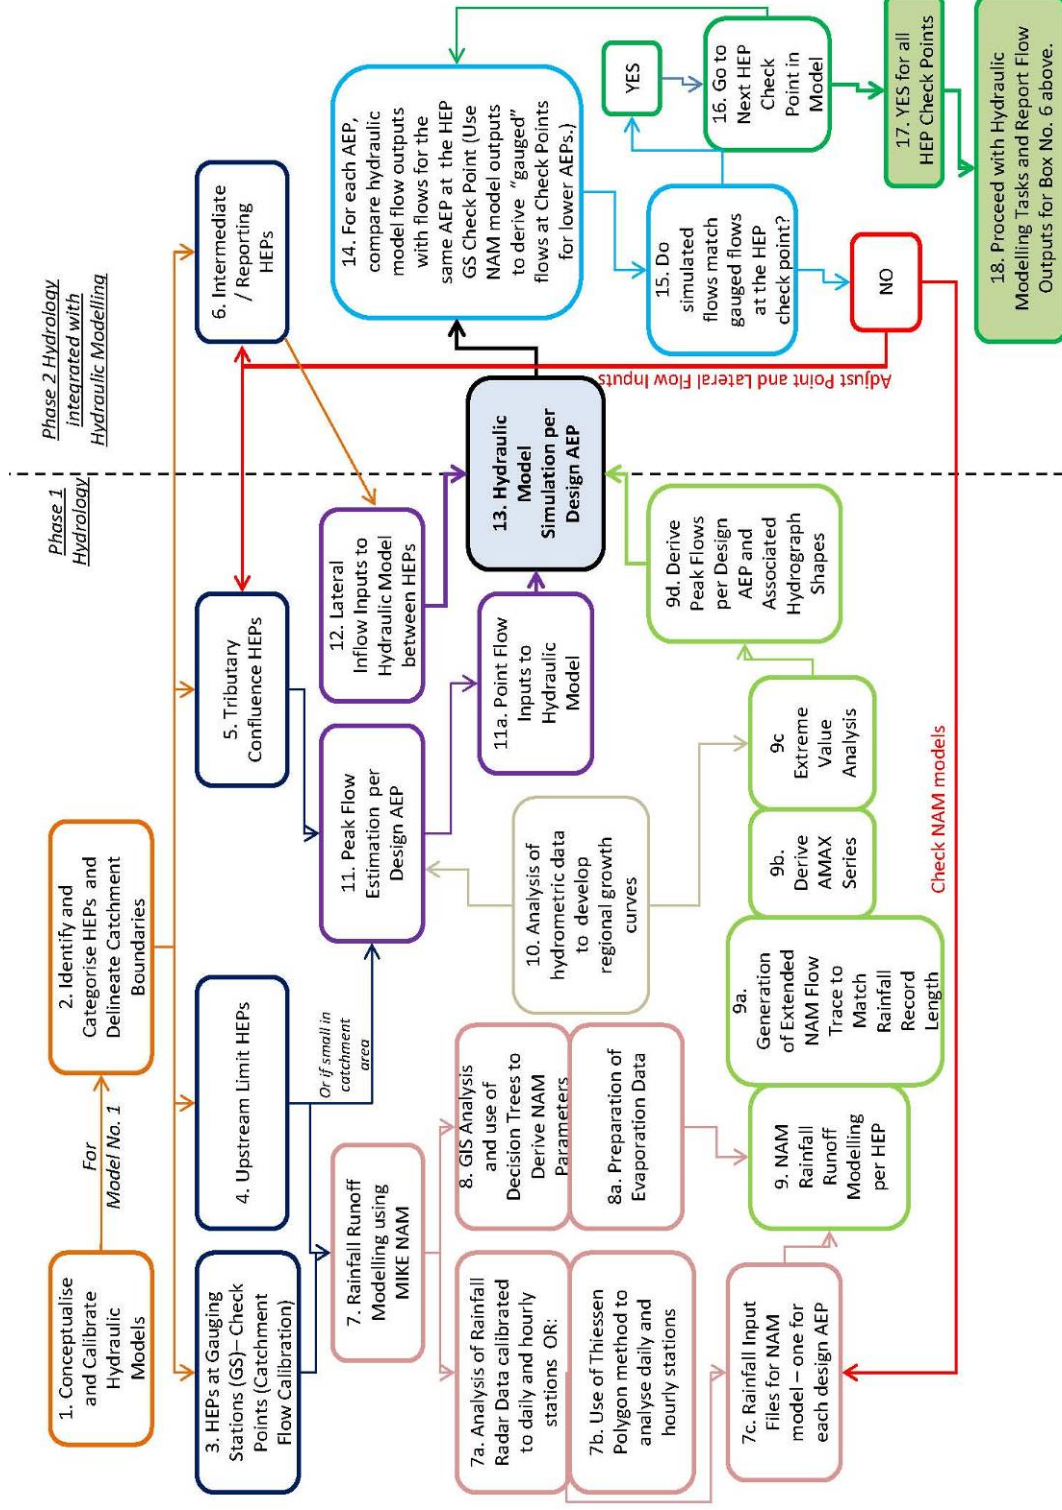 Phase 1
Hydrology
Phase 2 Hydrology
integrated with
Hydraulic Modelling
1. Conceptualise
and Calibrate
Hydraulic
Models
For
Model No. 1
2. Identify and
Categorise HEPs and
Delineate Catchment
Boundaries
3. HEPs at Gauging
Stations (GS)– Check
Points (Catchment
Flow Calibration)
4. Upstream Limit HEPs
5. Tributary
Confluence HEPs
6. Intermediate
/ Reporting
HEPs
Or if small in
catchment
area
7. Rainfall Runoff
Modelling using
MIKE NAM
11. Peak Flow
Estimation per
Design AEP
12. Lateral
Inflow Inputs to
Hydraulic Model
between HEPs
14. For each AEP,
compare hydraulic
model flow outputs
with flows for the
same AEP at the HEP
GS Check Point (Use
NAM model outputs
to derive “gauged”
flows at Check Points
for lower AEPs.)
7a. Analysis of Rainfall
Radar Data calibrated
to daily and hourly
stations OR:
8. GIS Analysis
and use of
Decision Trees to
Derive NAM
Parameters
10. Analysis of
hydrometric data
to develop
regional growth
curves
11a. Point Flow
Inputs to
Hydraulic
Model
13. Hydraulic
Model
Simulation per
Design AEP
7b. Use of Thiessen
Polygon method to
analyse daily and
hourly stations
8a. Preparation of
Evaporation Data
Adjust Point and Lateral Flow Inputs
15. Do
simulated
flows match
gauged flows
at the HEP
check point?
YES
16. Go to
Next HEP
Check
Point in
Model
7c. Rainfall Input
Files for NAM
model – one for
each design AEP
9. NAM
Rainfall
Runoff
Modelling
per HEP
9a.
Generation
of Extended
NAM Flow
Trace to
Match
Rainfall
Record
Length
9b.
Derive
AMAX
Series
9c
Extreme
Value
Analysis
9d. Derive
Peak Flows
per Design
AEP and
Associated
Hydrograph
Shapes
NO
17. YES for all
HEP Check Points
Check NAM models
18. Proceed with Hydraulic
Modelling Tasks and Report Flow
Outputs for Box No. 6 above.